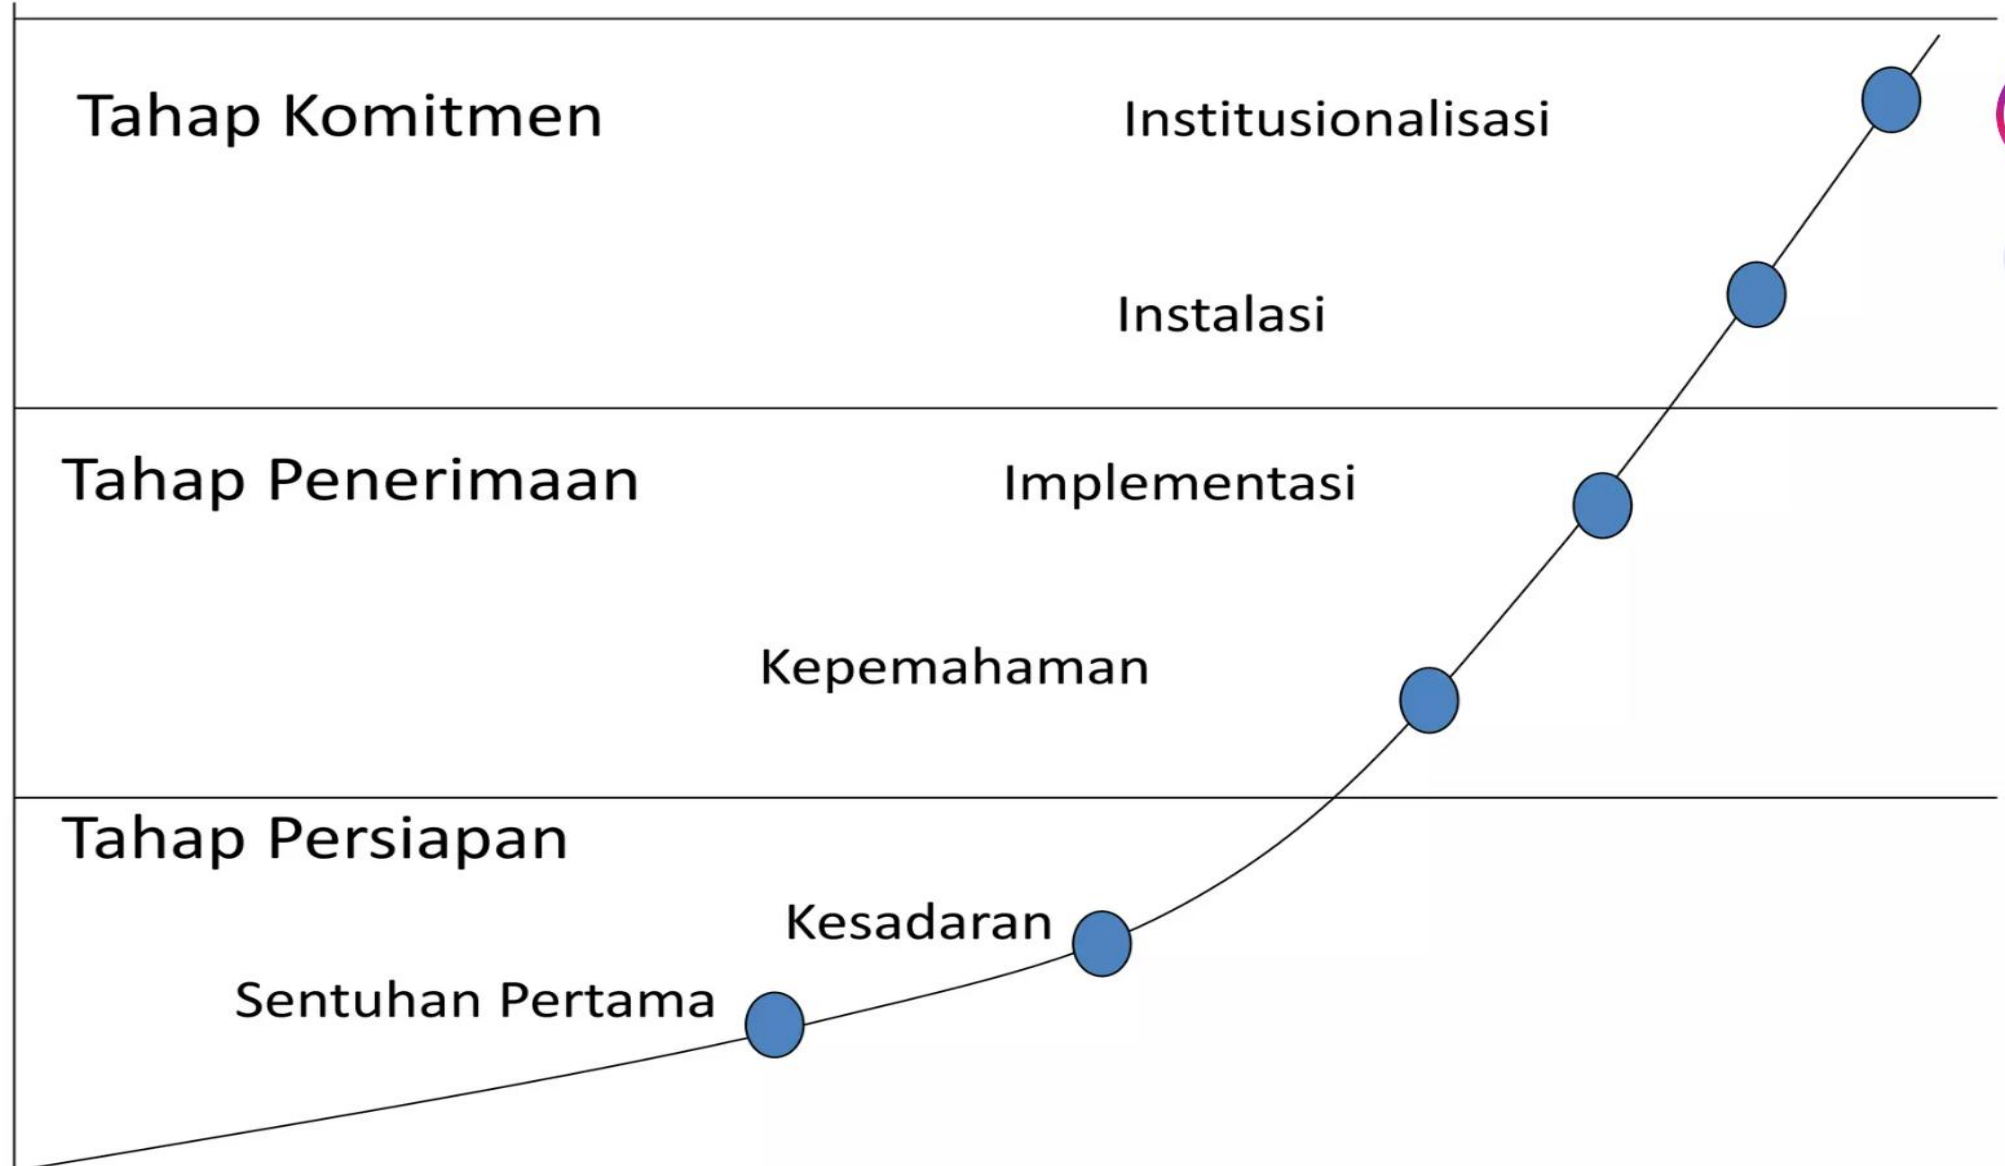 Tahap Komitmen
Institusionalisasi
Instalasi
Tahap Penerimaan
Implementasi
Kepemahaman
Tahap Persiapan
Kesadaran
Sentuhan Pertama